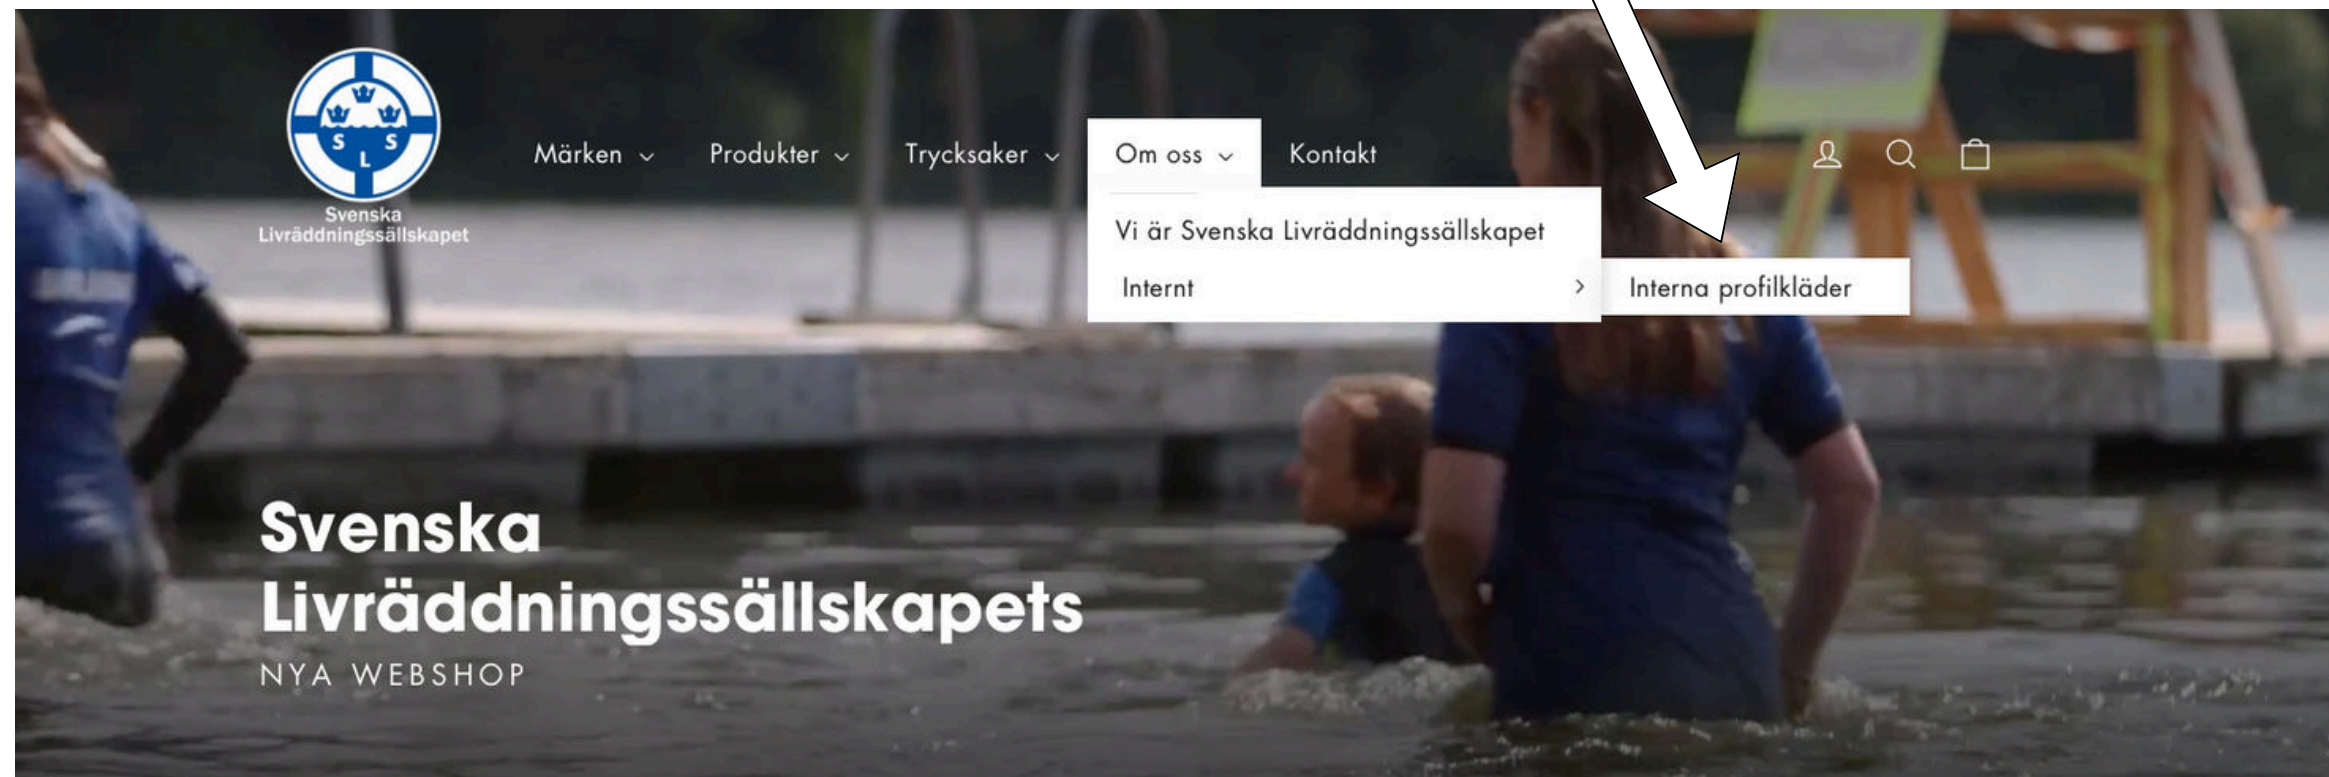 S S
L
Svenska
Livräddningssällskapet
Märken Produkter Trycksaker Om oss Kontakt
Vi är Svenska Livräddningssällskapet
Internt
Interna profilkläder
Svenska
Livräddningssällskapets
NYA WEBSHOP